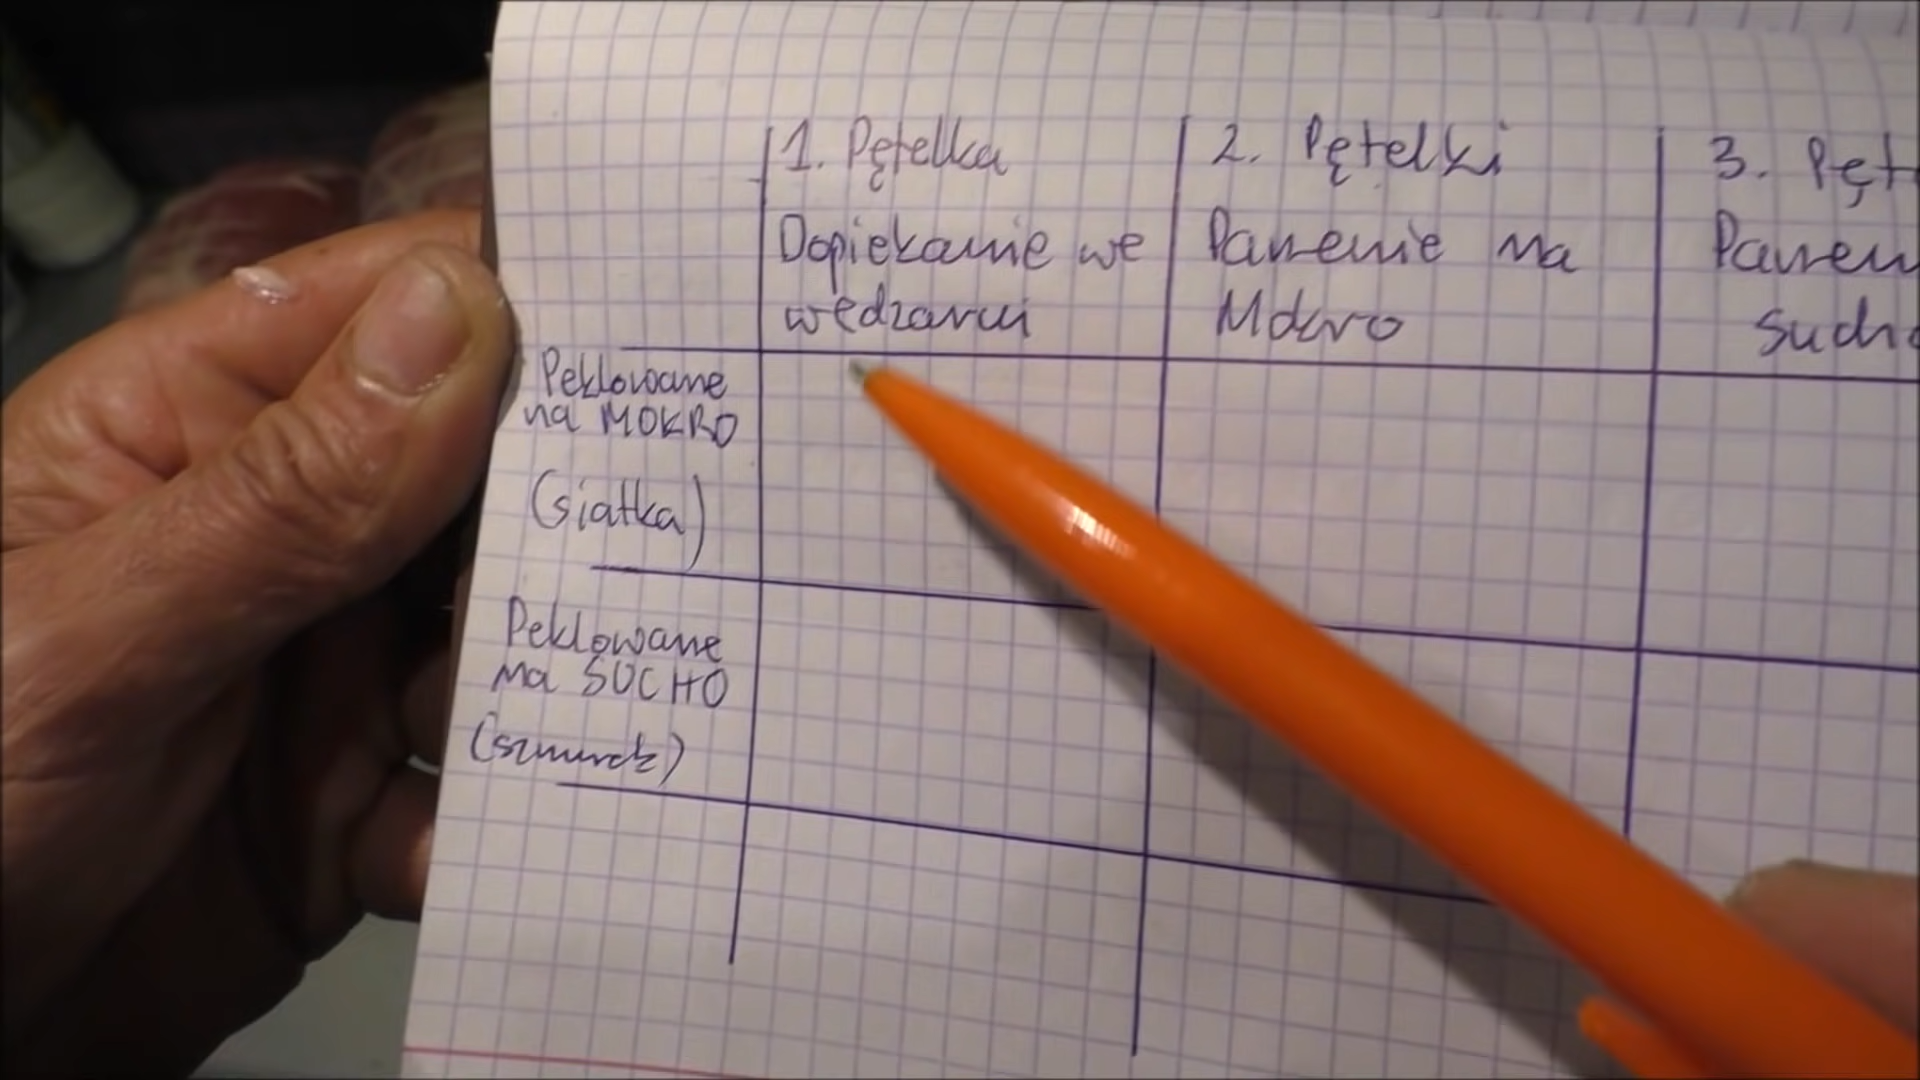 1. Pętelka
Dopiekanie we
wędzarni
2. Pętelki
Parzenie na
Mokro
3. Pęt
Parzen
Sucho
Peklowane
na MOKRO
(siatka)
Peklowane
na SUCHO
(sznurek)